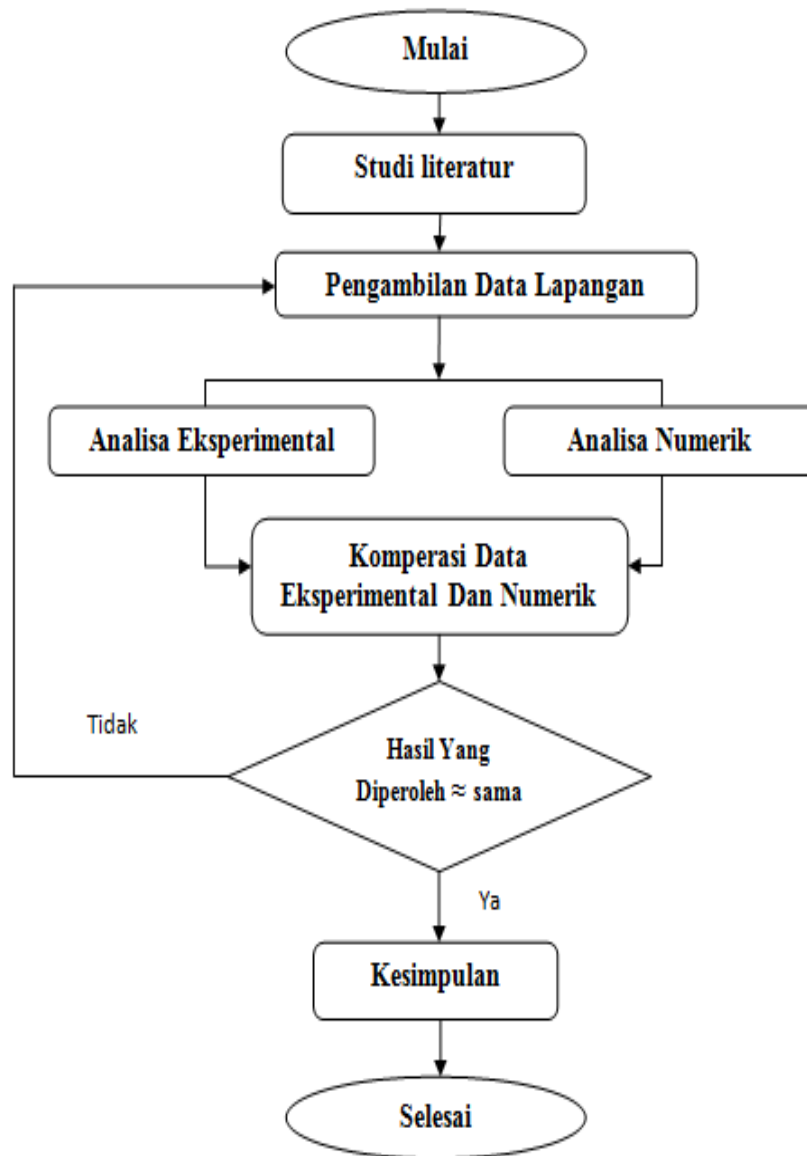 Mulai
Studi literatur
Pengambilan Data Lapangan
Analisa Eksperimental
Analisa Numerik
Komperasi Data
Eksperimental Dan Numerik
Tidak
Hasil Yang
Diperoleh ≈ sama
Ya
Kesimpulan
Selesai